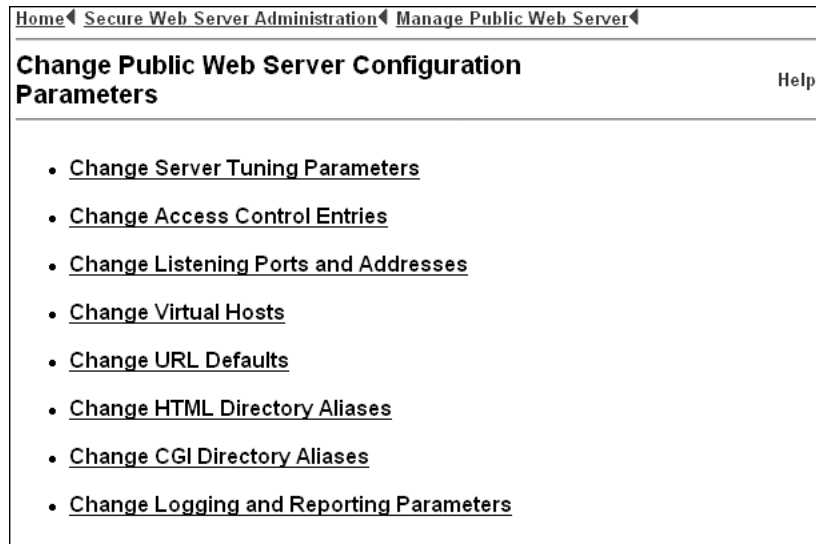 Home Secure Web Server Administration Manage Public Web Server
Change Public Web Server Configuration
Parameters
Help
Change Server Tuning Parameters
Change Access Control Entries
Change Listening Ports and Addresses
Change Virtual Hosts
Change URL Defaults
Change HTML Directory Aliases
Change CGI Directory Aliases
Change Logging and Reporting Parameters